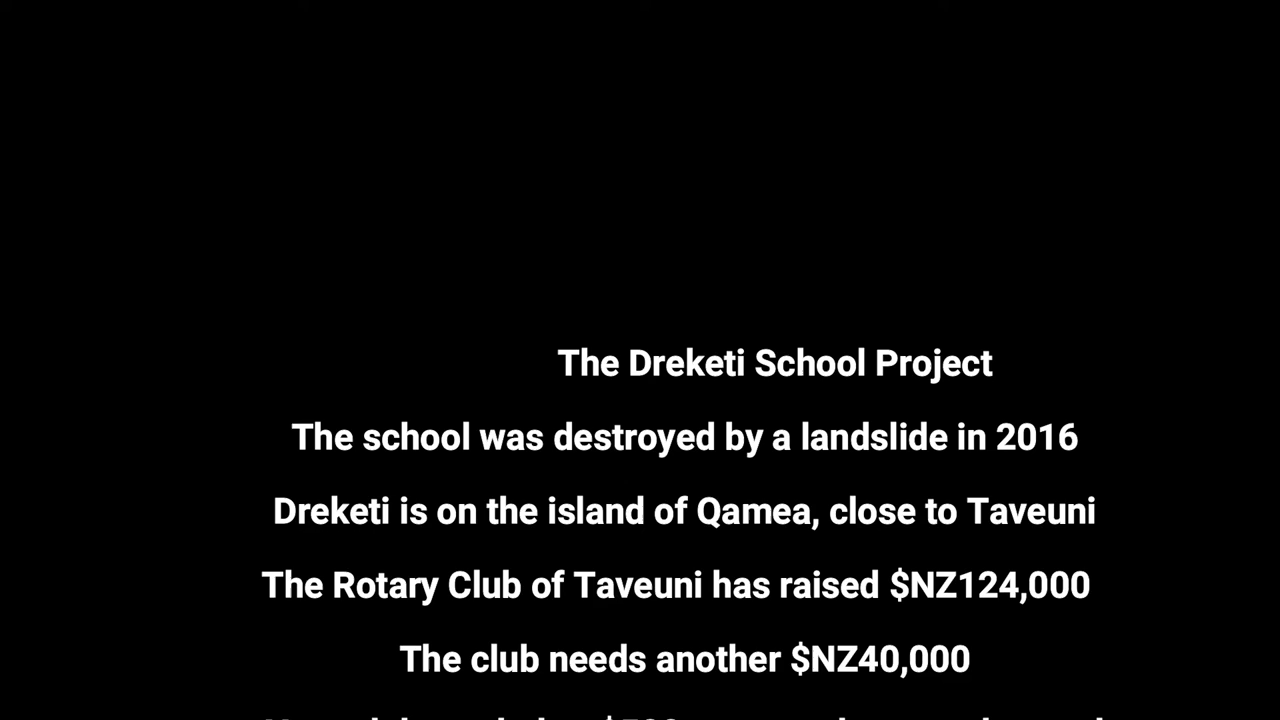 The Dreketi School Project
The school was destroyed by a landslide in 2016
Dreketi is on the island of Qamea, close to Taveuni
The Rotary Club of Taveuni has raised $NZ124,000
The club needs another $NZ40,000